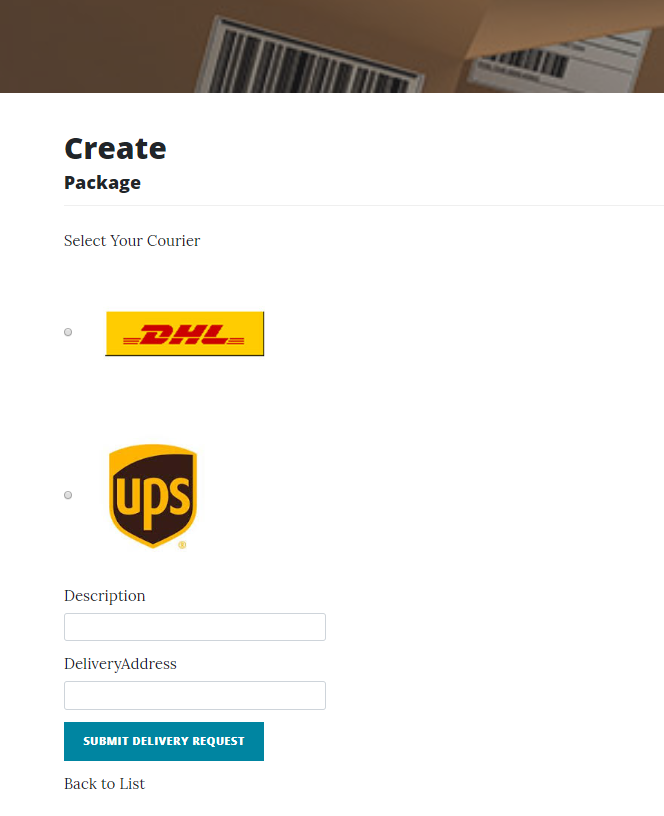 Create
Package
Select Your Courier
DHL
ups
Description
DeliveryAddress
SUBMIT DELIVERY REQUEST
Back to List